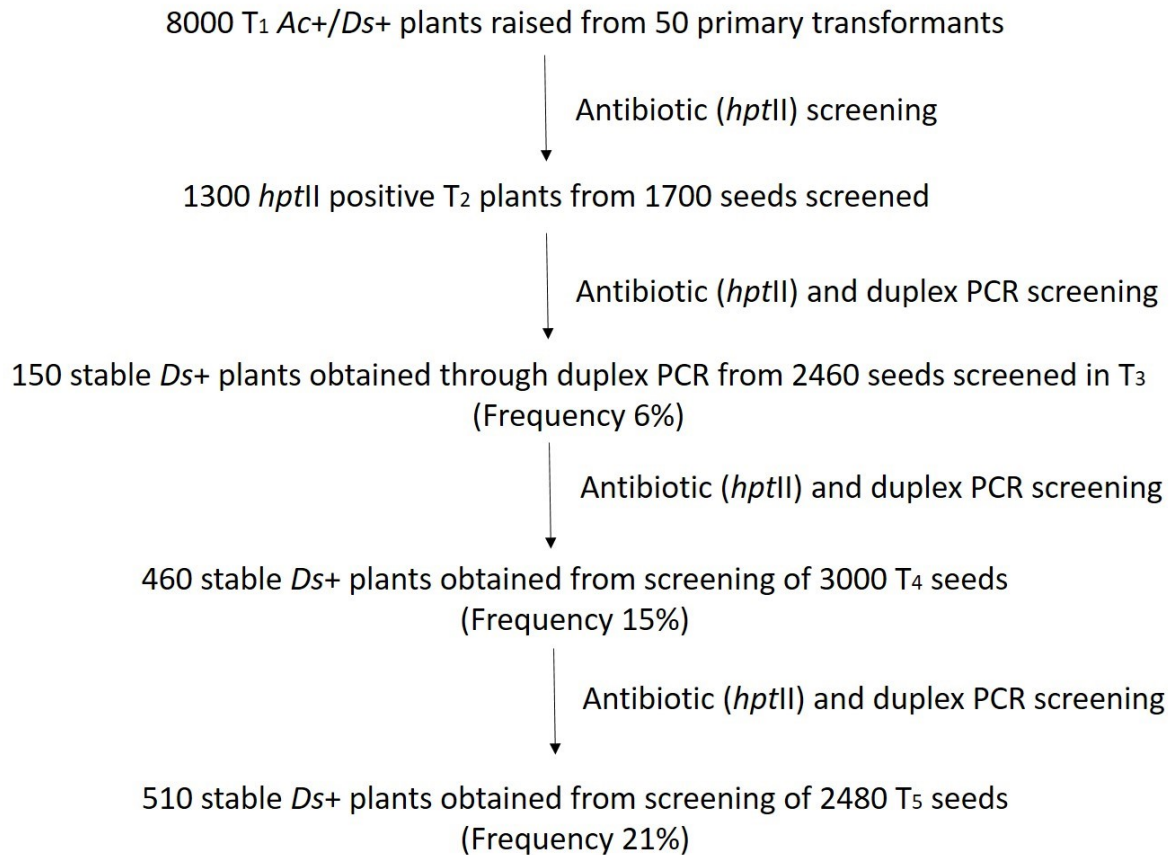 8000 T1 Ac+/Ds+ plants raised from 50 primary transformants
Antibiotic (hptII) screening
1300 hptII positive T2 plants from 1700 seeds screened
Antibiotic (hptII) and duplex PCR screening
150 stable Ds+ plants obtained through duplex PCR from 2460 seeds screened in T3
(Frequency 6%)
Antibiotic (hptII) and duplex PCR screening
460 stable Ds+ plants obtained from screening of 3000 T4 seeds
(Frequency 15%)
Antibiotic (hptII) and duplex PCR screening
510 stable Ds+ plants obtained from screening of 2480 T5 seeds
(Frequency 21%)